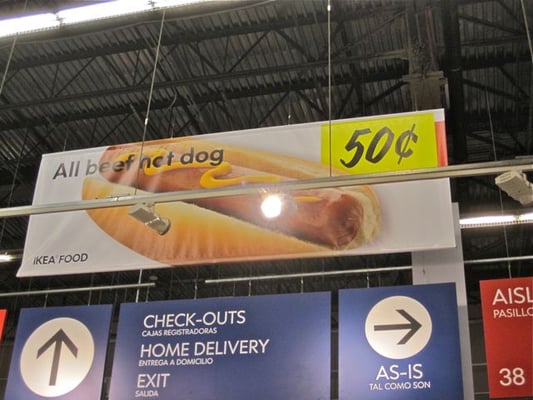 All beef hot dog
50¢
IKEA FOOD
CHECK-OUTS
CAJAS REGISTRADORAS
HOME DELIVERY
ENTREGA A DOMICILIO
EXIT
SALIDA
AS-IS
TAL COMO SON
AISL
PASILLO
38